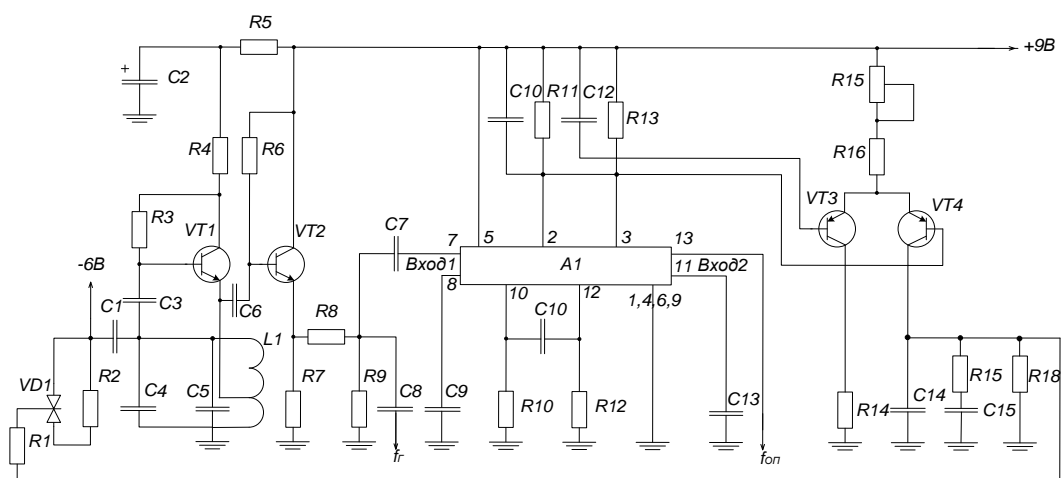 R5
+9В
+
C2
C10
R11
C12
R13
R15
R4
R6
R16
R3
VT1
VT2
VT3
VT4
C7
7
5
2
3
13
-6В
Вход1
A1
11
Вход2
8
10
12
1,4,6,9
C1
C3
C6
C10
R8
L1
VD1
R2
C4
C5
R7
R9
C8
C9
R10
R12
C13
R14
C14
R15
C15
R18
R1
fг
fоп